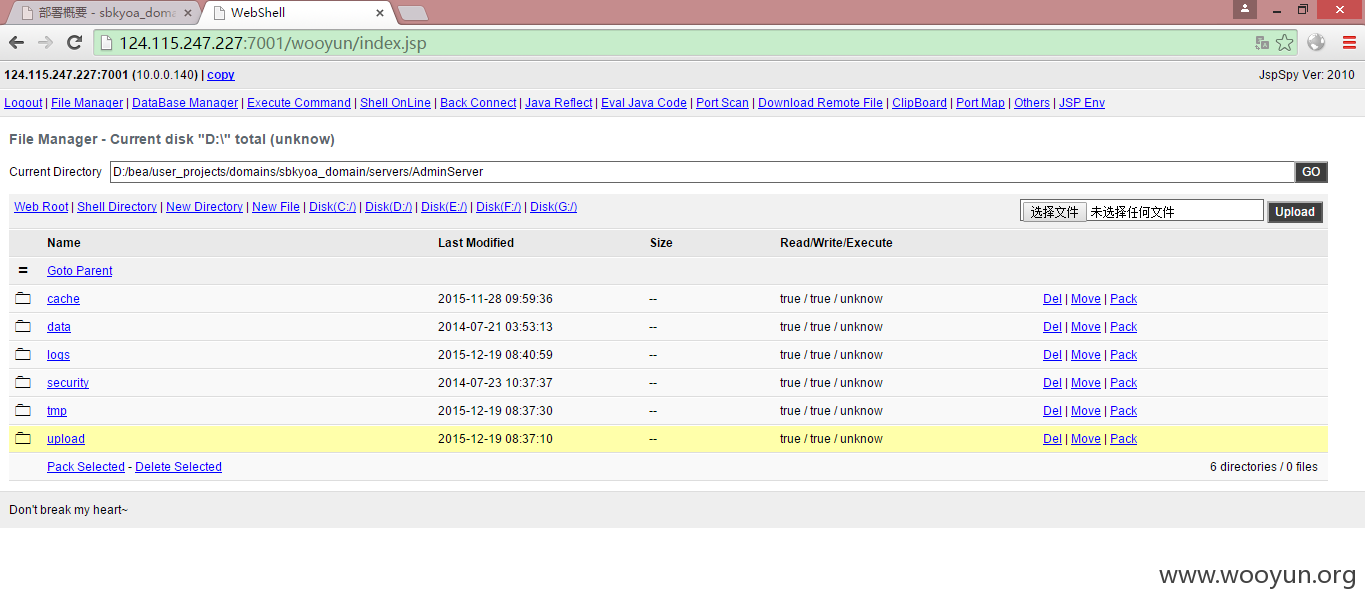 部署概要 - sbkyoa_doma
WebShell
124.115.247.227:7001/wooyun/index.jsp
124.115.247.227:7001 (10.0.0.140) | copy
JspSpy Ver: 2010
Logout | File Manager | DataBase Manager | Execute Command | Shell OnLine | Back Connect | Java Reflect | Eval Java Code | Port Scan | Download Remote File | ClipBoard | Port Map | Others | JSP Env
File Manager - Current disk "D:\" total (unknow)
Current Directory D:/bea/user_projects/domains/sbkyoa_domain/servers/AdminServer GO
Web Root | Shell Directory | New Directory | New File | Disk(C:/) | Disk(D:/) | Disk(E:/) | Disk(F:/) | Disk(G:/)
选择文件 未选择任何文件 Upload
Name Last Modified Size Read/Write/Execute
= Goto Parent
cache 2015-11-28 09:59:36 -- true / true / unknow Del | Move | Pack
data 2014-07-21 03:53:13 -- true / true / unknow Del | Move | Pack
logs 2015-12-19 08:40:59 -- true / true / unknow Del | Move | Pack
security 2014-07-23 10:37:37 -- true / true / unknow Del | Move | Pack
tmp 2015-12-19 08:37:30 -- true / true / unknow Del | Move | Pack
upload 2015-12-19 08:37:10 -- true / true / unknow Del | Move | Pack
Pack Selected - Delete Selected 6 directories / 0 files
Don't break my heart~
www.wooyun.org